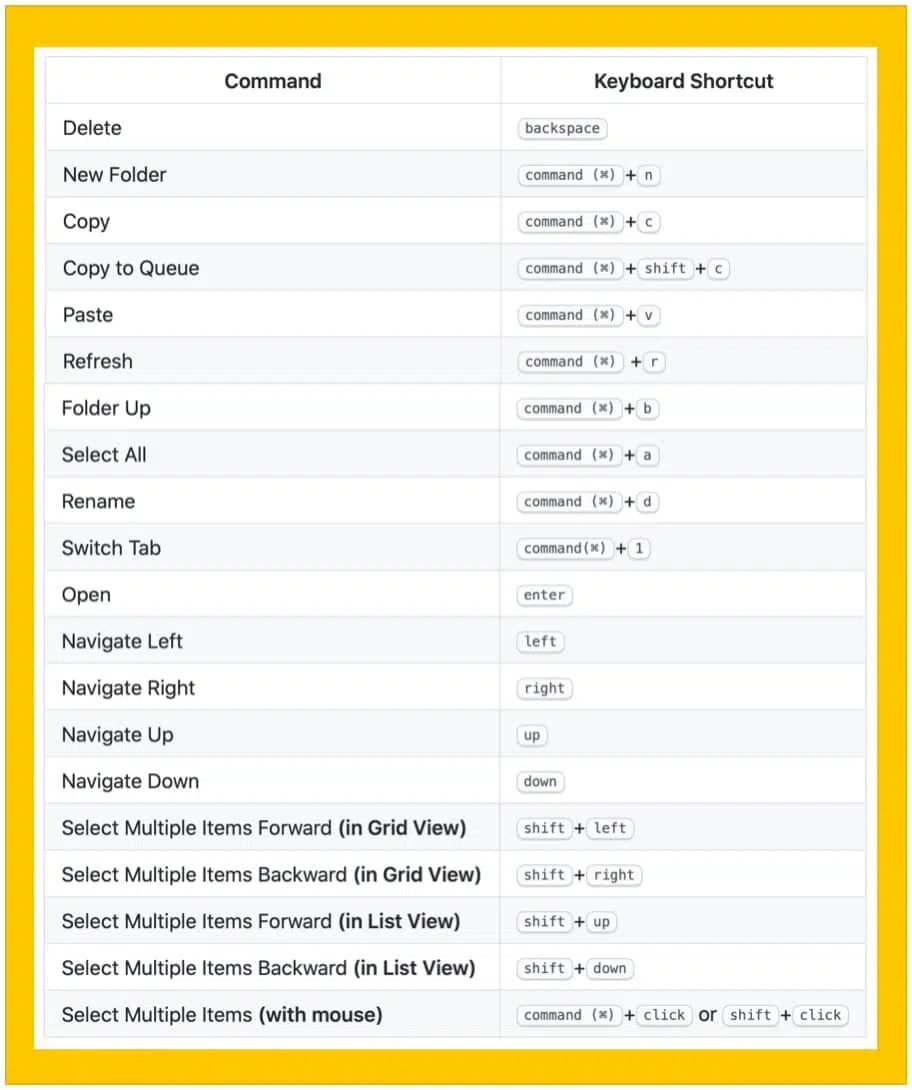 Command Keyboard Shortcut
Delete backspace
New Folder command (⌘) + n
Copy command (⌘) + c
Copy to Queue command (⌘) + shift + c
Paste command (⌘) + v
Refresh command (⌘) + r
Folder Up command (⌘) + b
Select All command (⌘) + a
Rename command (⌘) + d
Switch Tab command(⌘) + 1
Open enter
Navigate Left left
Navigate Right right
Navigate Up up
Navigate Down down
Select Multiple Items Forward (in Grid View) shift + left
Select Multiple Items Backward (in Grid View) shift + right
Select Multiple Items Forward (in List View) shift + up
Select Multiple Items Backward (in List View) shift + down
Select Multiple Items (with mouse) command (⌘) + click or shift + click